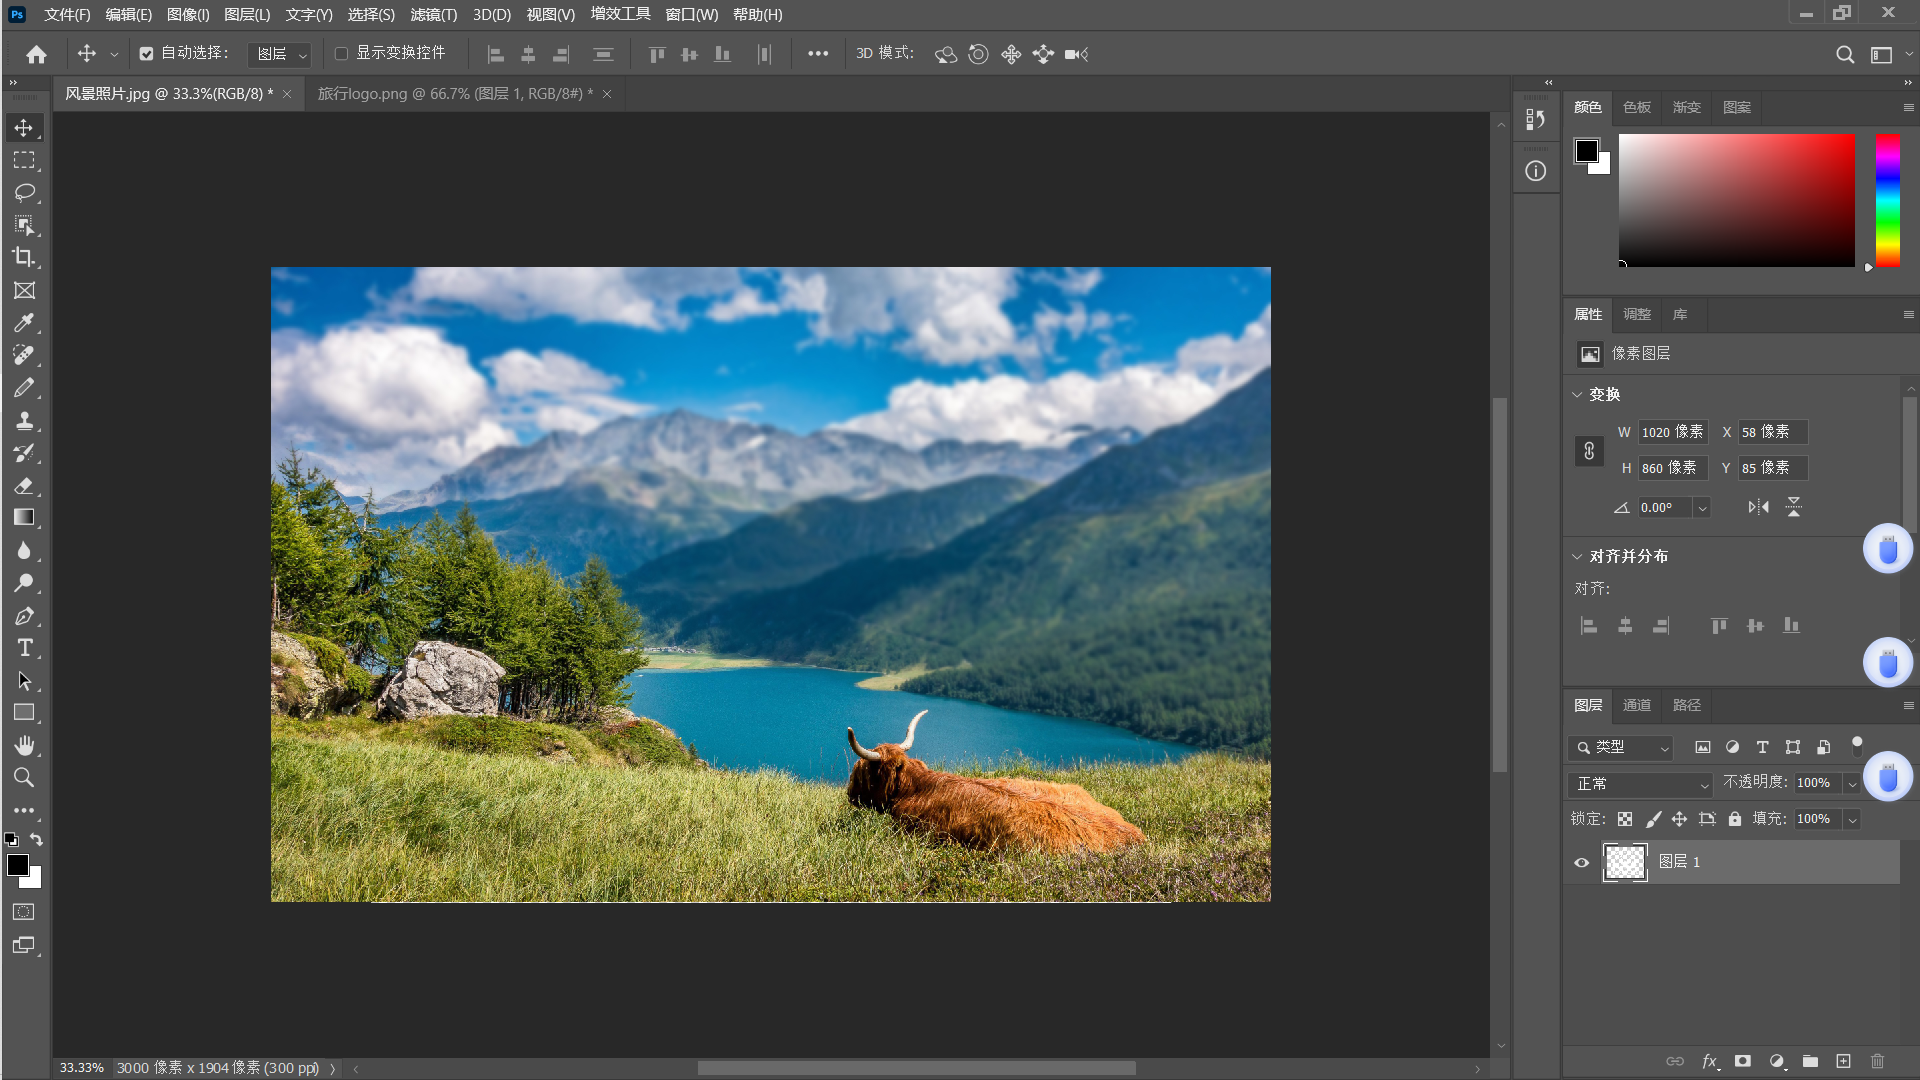 Ps 文件(F) 编辑(E) 图像(I) 图层(L) 文字(Y) 选择(S) 滤镜(T) 3D(D) 视图(V) 增效工具 窗口(W) 帮助(H)
自动选择: 图层 显示变换控件 3D 模式:
风景照片.jpg @ 33.3%(RGB/8) * 旅行logo.png @ 66.7% (图层 1, RGB/8#) *
颜色 色板 渐变 图案
属性 调整 库
像素图层
变换
W 1020 像素 X 58 像素
H 860 像素 Y 85 像素
0.00°
对齐并分布
对齐:
图层 通道 路径
类型
正常 不透明度: 100%
锁定: 填充: 100%
图层 1
33.33% 3000 像素 x 1904 像素 (300 ppi)